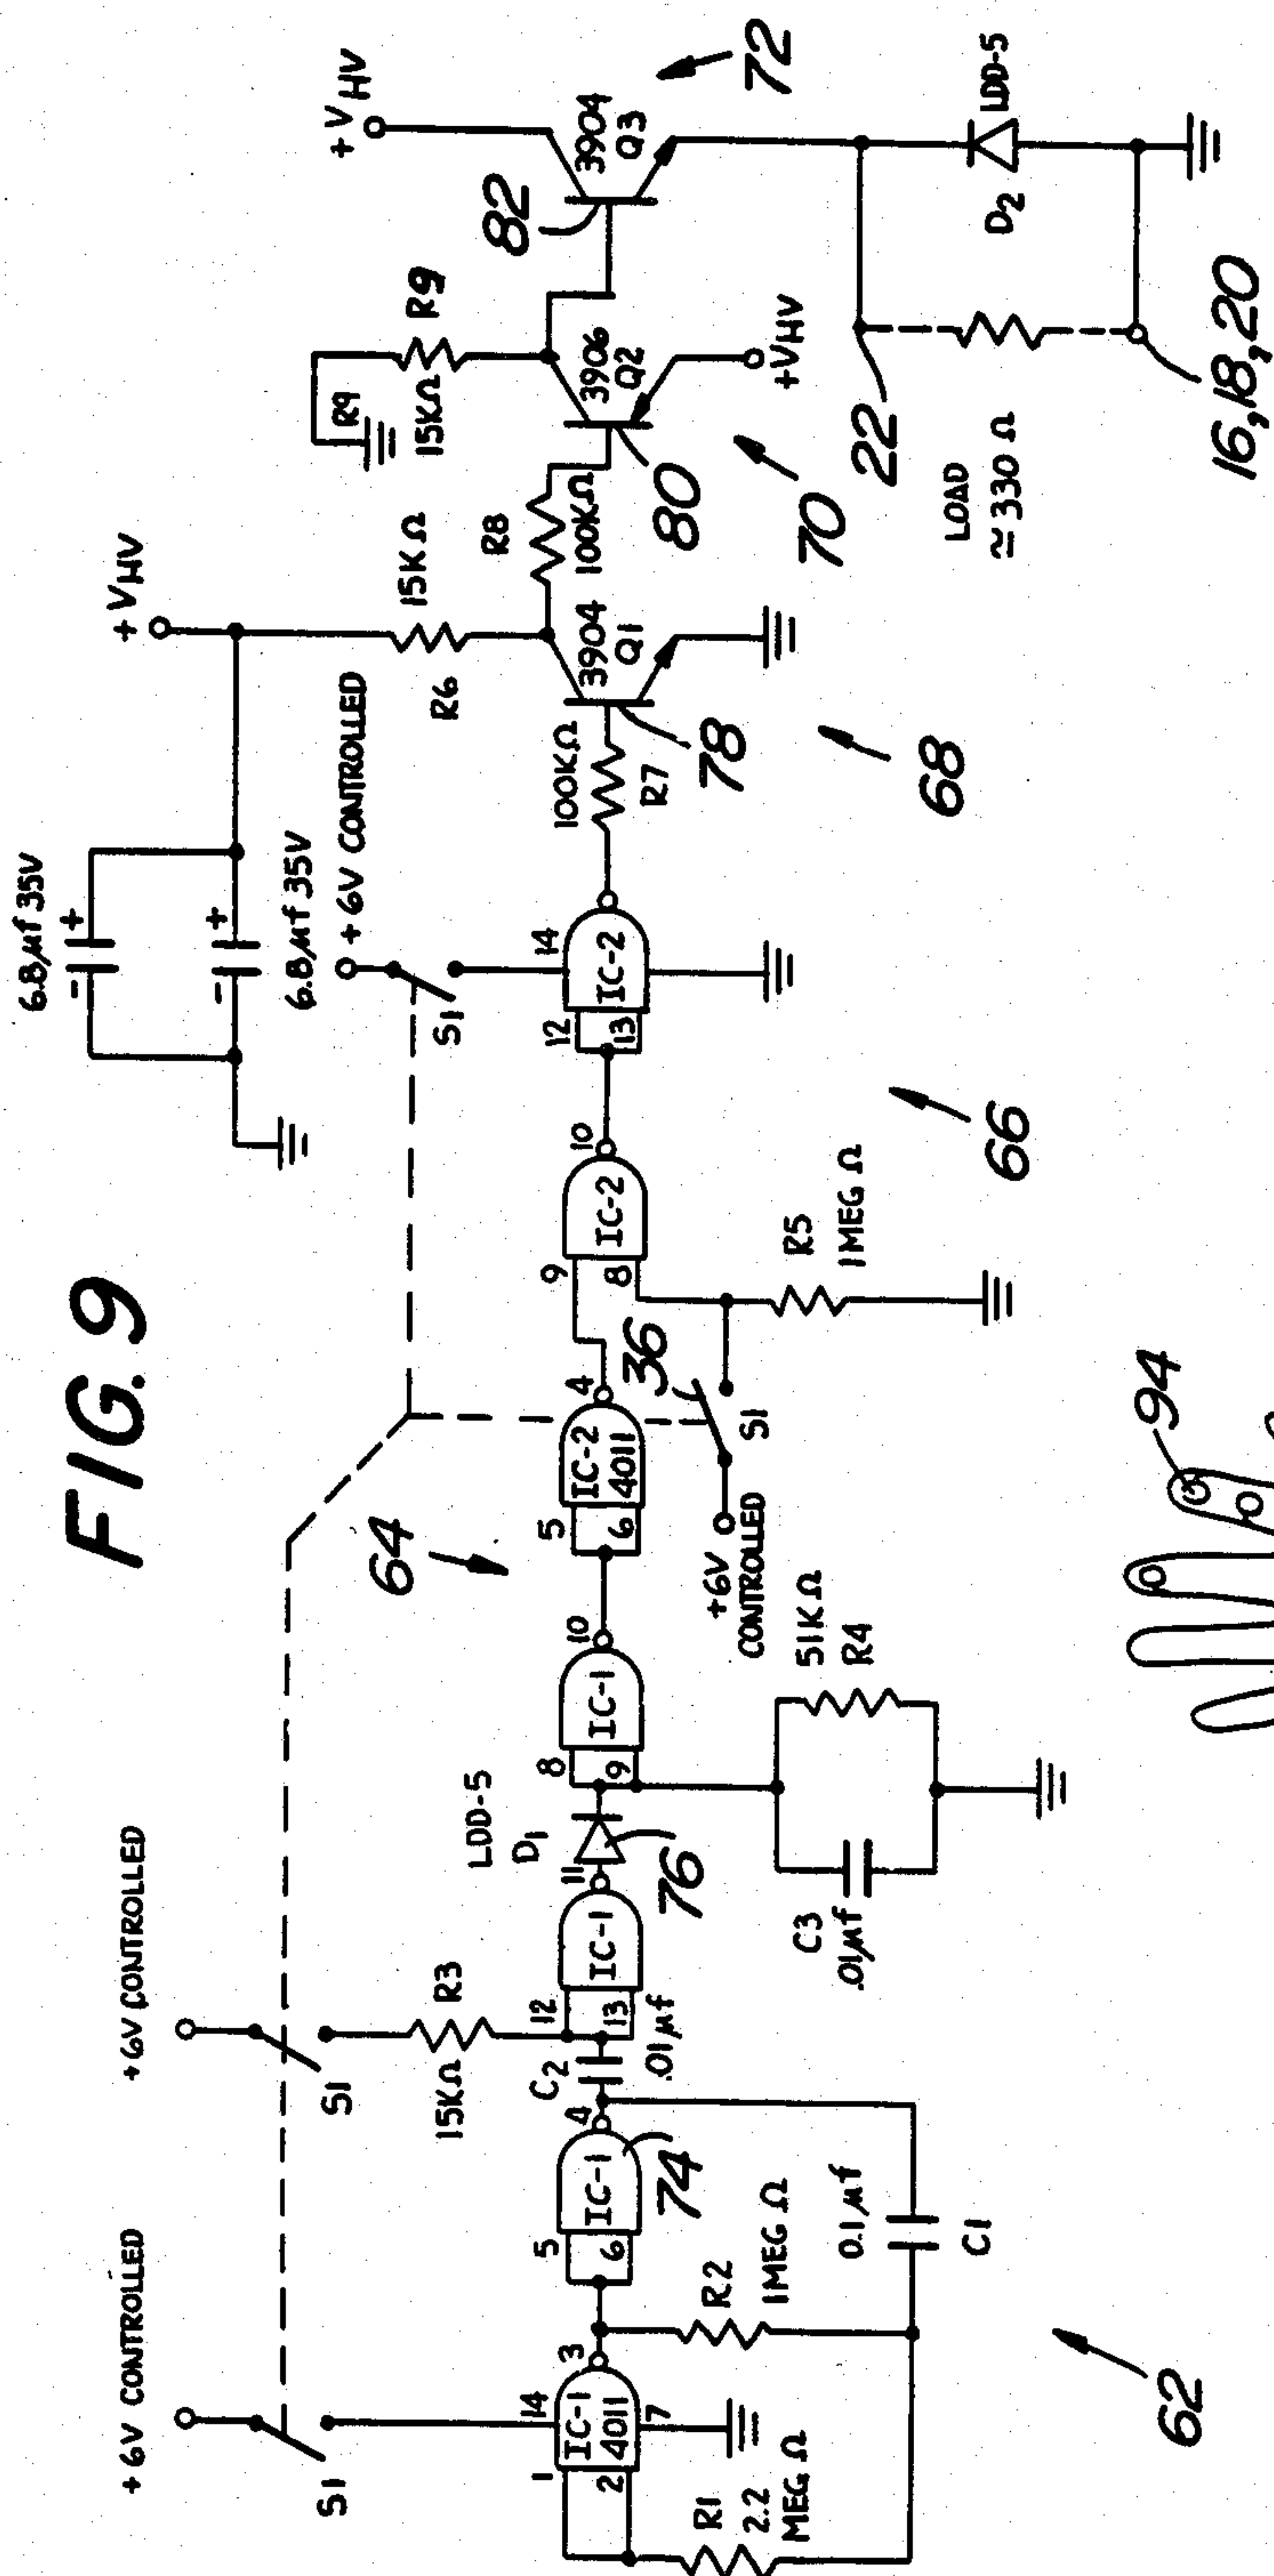 FIG. 9
+6V CONTROLLED
S1
14
1
IC-1
4011
2
3
7
R1
2.2
MEG Ω
R2
1MEG Ω
0.1µf
C1
62
5
6
IC-1
4
74
C2
.01µf
+6V CONTROLLED
S1
R3
15KΩ
12
13
IC-1
11
LDD-5
D1
76
8
9
IC-1
10
C3
.01µf
51KΩ
R4
64
5
6
IC-2
4011
4
36
+6V
CONTROLLED
S1
9
8
IC-2
10
R5
1MEG Ω
66
12
13
IC-2
14
+6V CONTROLLED
S1
6.8µf 35V
- +
- +
6.8µf 35V
+VHV
R6
15KΩ
100KΩ
R7
3904
Q1
78
68
R8
100KΩ
R9
R9
15KΩ
3906
Q2
80
+VHV
70
82
3904
Q3
+VHV
72
22
LOAD
≃330 Ω
D2
LDD-5
16,18,20
94